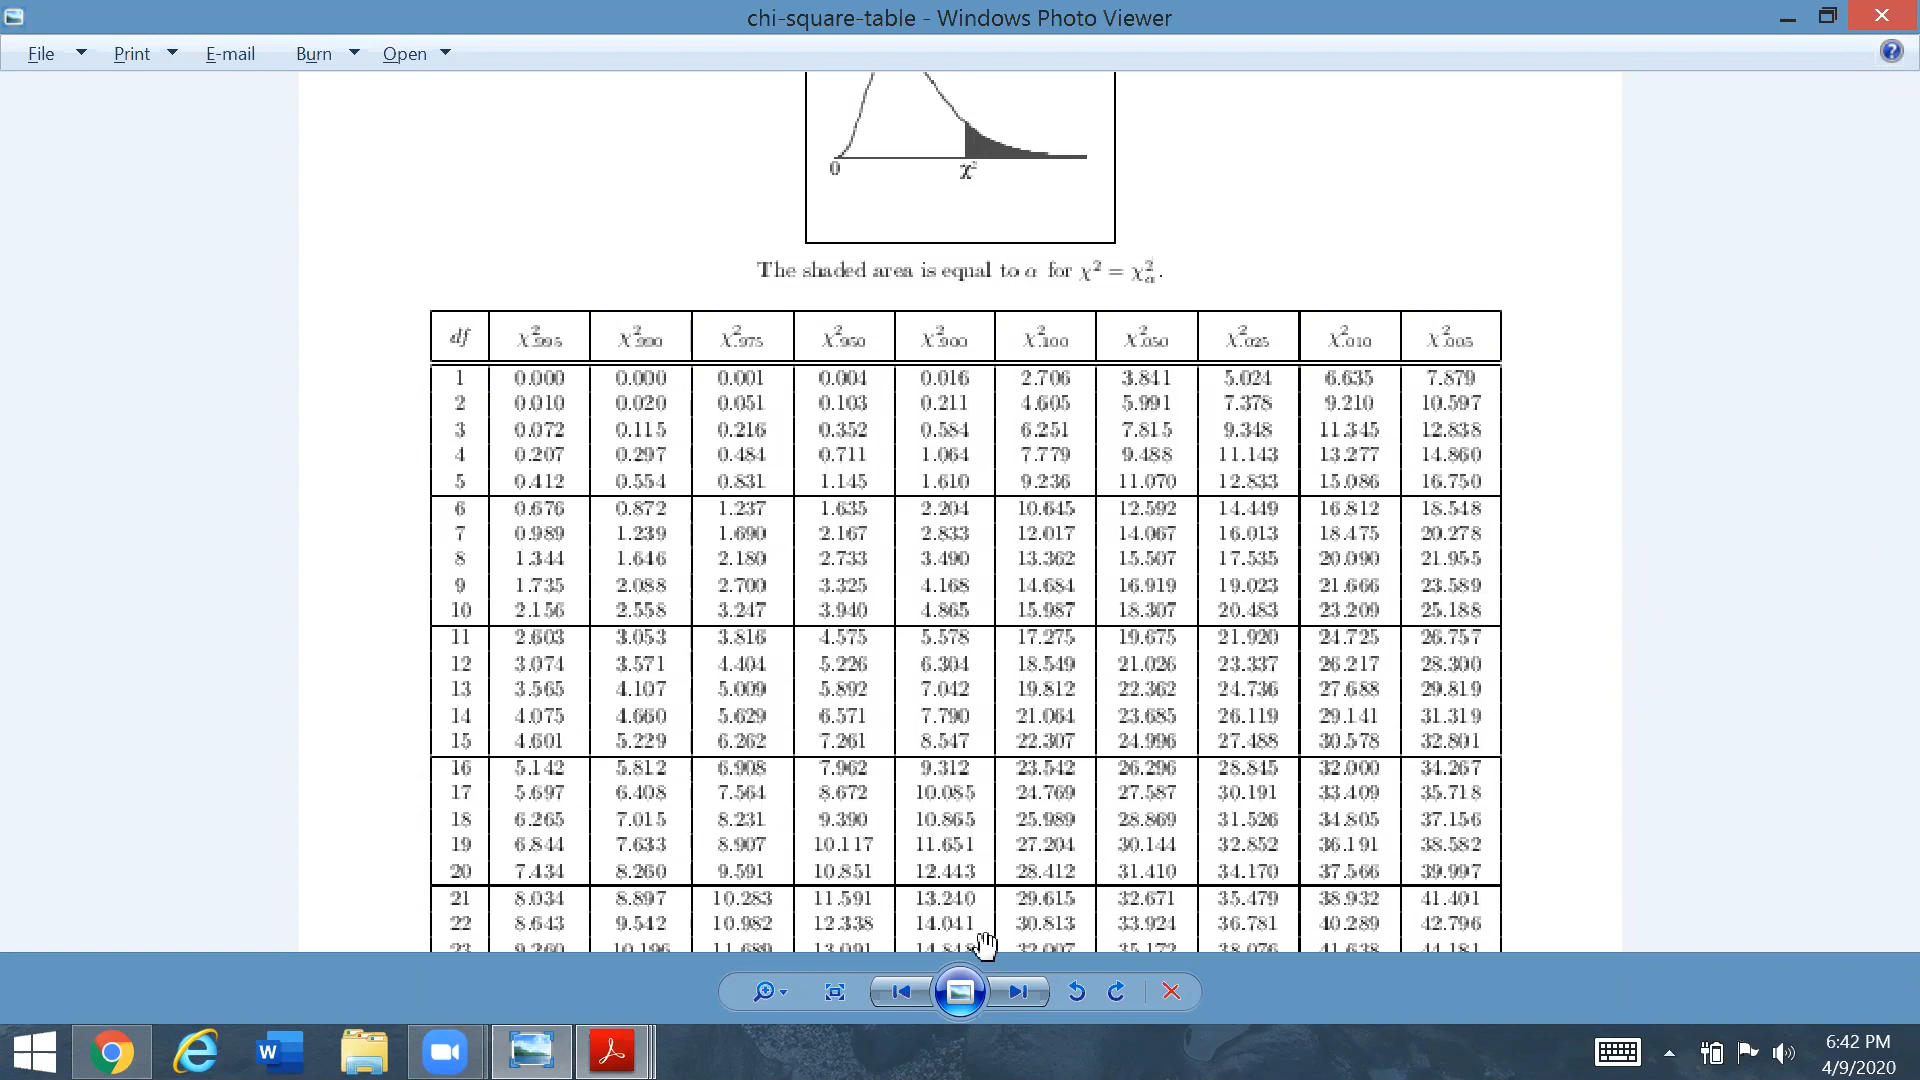 chi-square-table - Windows Photo Viewer
File Print E-mail Burn Open
0 χ²
The shaded area is equal to α for χ² = χ²α.
df χ².995 χ².990 χ².975 χ².950 χ².900 χ².100 χ².050 χ².025 χ².010 χ².005
1 0.000 0.000 0.001 0.004 0.016 2.706 3.841 5.024 6.635 7.879
2 0.010 0.020 0.051 0.103 0.211 4.605 5.991 7.378 9.210 10.597
3 0.072 0.115 0.216 0.352 0.584 6.251 7.815 9.348 11.345 12.838
4 0.207 0.297 0.484 0.711 1.064 7.779 9.488 11.143 13.277 14.860
5 0.412 0.554 0.831 1.145 1.610 9.236 11.070 12.833 15.086 16.750
6 0.676 0.872 1.237 1.635 2.204 10.645 12.592 14.449 16.812 18.548
7 0.989 1.239 1.690 2.167 2.833 12.017 14.067 16.013 18.475 20.278
8 1.344 1.646 2.180 2.733 3.490 13.362 15.507 17.535 20.090 21.955
9 1.735 2.088 2.700 3.325 4.168 14.684 16.919 19.023 21.666 23.589
10 2.156 2.558 3.247 3.940 4.865 15.987 18.307 20.483 23.209 25.188
11 2.603 3.053 3.816 4.575 5.578 17.275 19.675 21.920 24.725 26.757
12 3.074 3.571 4.404 5.226 6.304 18.549 21.026 23.337 26.217 28.300
13 3.565 4.107 5.009 5.892 7.042 19.812 22.362 24.736 27.688 29.819
14 4.075 4.660 5.629 6.571 7.790 21.064 23.685 26.119 29.141 31.319
15 4.601 5.229 6.262 7.261 8.547 22.307 24.996 27.488 30.578 32.801
16 5.142 5.812 6.908 7.962 9.312 23.542 26.296 28.845 32.000 34.267
17 5.697 6.408 7.564 8.672 10.085 24.769 27.587 30.191 33.409 35.718
18 6.265 7.015 8.231 9.390 10.865 25.989 28.869 31.526 34.805 37.156
19 6.844 7.633 8.907 10.117 11.651 27.204 30.144 32.852 36.191 38.582
20 7.434 8.260 9.591 10.851 12.443 28.412 31.410 34.170 37.566 39.997
21 8.034 8.897 10.283 11.591 13.240 29.615 32.671 35.479 38.932 41.401
22 8.643 9.542 10.982 12.338 14.041 30.813 33.924 36.781 40.289 42.796
23 9.260 10.196 11.689 13.091 14.848 32.007 35.172 38.076 41.638 44.181
6:42 PM
4/9/2020